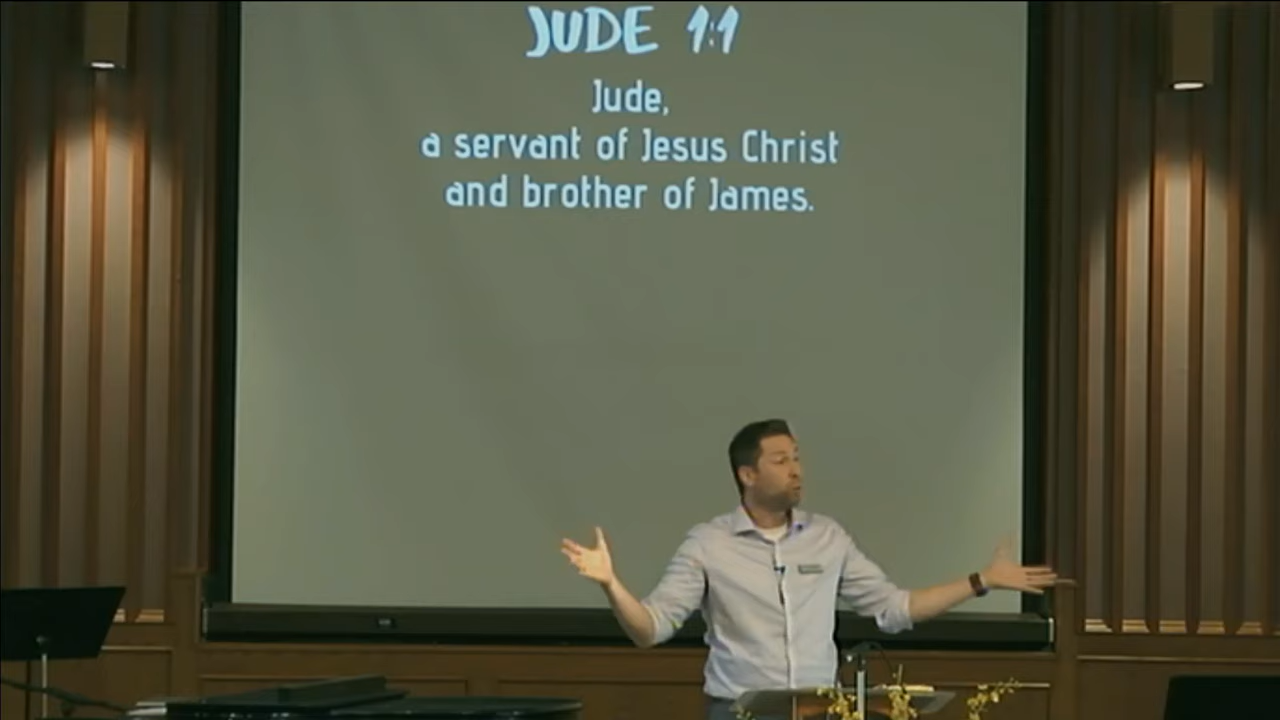 JUDE 1:1
Jude,
a servant of Jesus Christ
and brother of James.